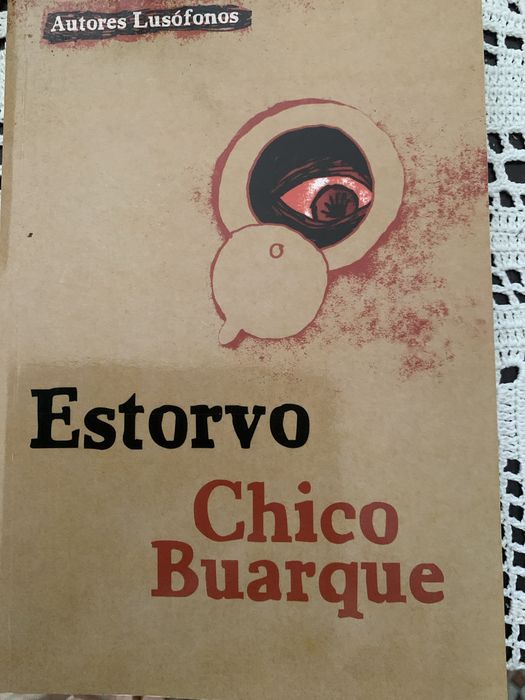 Autores Lusófonos
Estorvo
Chico
Buarque